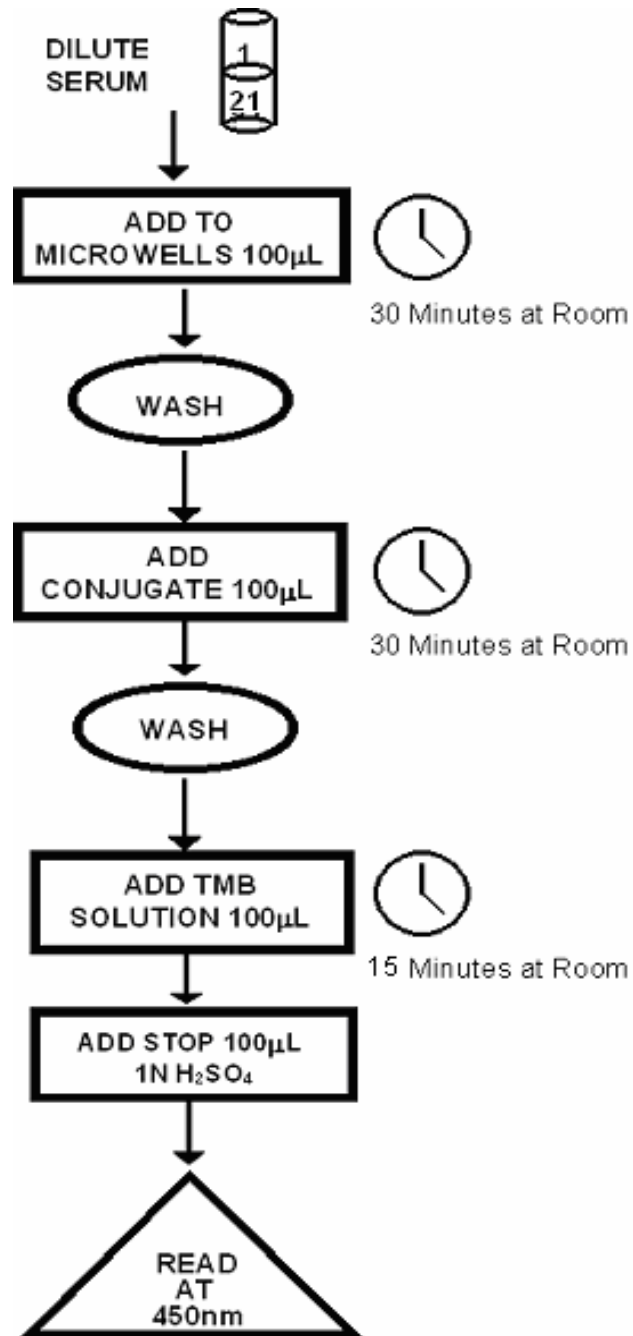 DILUTE
SERUM
1
21
ADD TO
MICROWELLS 100µL
30 Minutes at Room
WASH
ADD
CONJUGATE 100µL
30 Minutes at Room
WASH
ADD TMB
SOLUTION 100µL
15 Minutes at Room
ADD STOP 100µL
1N H₂SO₄
READ
AT
450nm